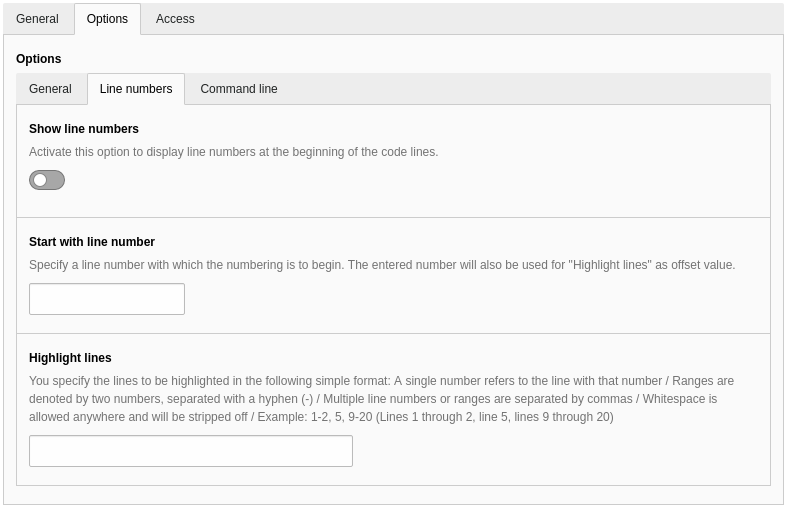 General Options Access
Options
General Line numbers Command line
Show line numbers
Activate this option to display line numbers at the beginning of the code lines.
Start with line number
Specify a line number with which the numbering is to begin. The entered number will also be used for "Highlight lines" as offset value.
Highlight lines
You specify the lines to be highlighted in the following simple format: A single number refers to the line with that number / Ranges are
denoted by two numbers, separated with a hyphen (-) / Multiple line numbers or ranges are separated by commas / Whitespace is
allowed anywhere and will be stripped off / Example: 1-2, 5, 9-20 (Lines 1 through 2, line 5, lines 9 through 20)